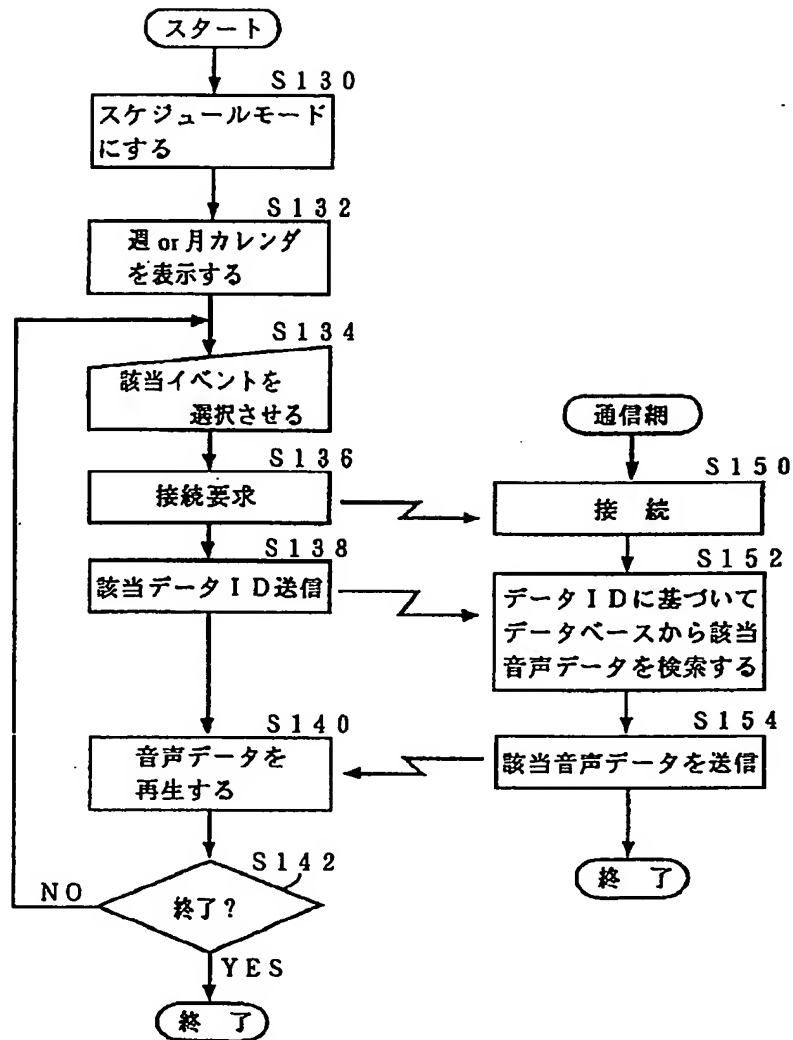 スタート
S130
スケジュールモード
にする
S132
週or月カレンダ
を表示する
S134
該当イベントを
選択させる
S136
接続要求
S138
該当データID送信
S140
音声データを
再生する
S142
終了?
NO
YES
終了
通信網
S150
接続
S152
データIDに基づいて
データベースから該当
音声データを検索する
S154
該当音声データを送信
終了